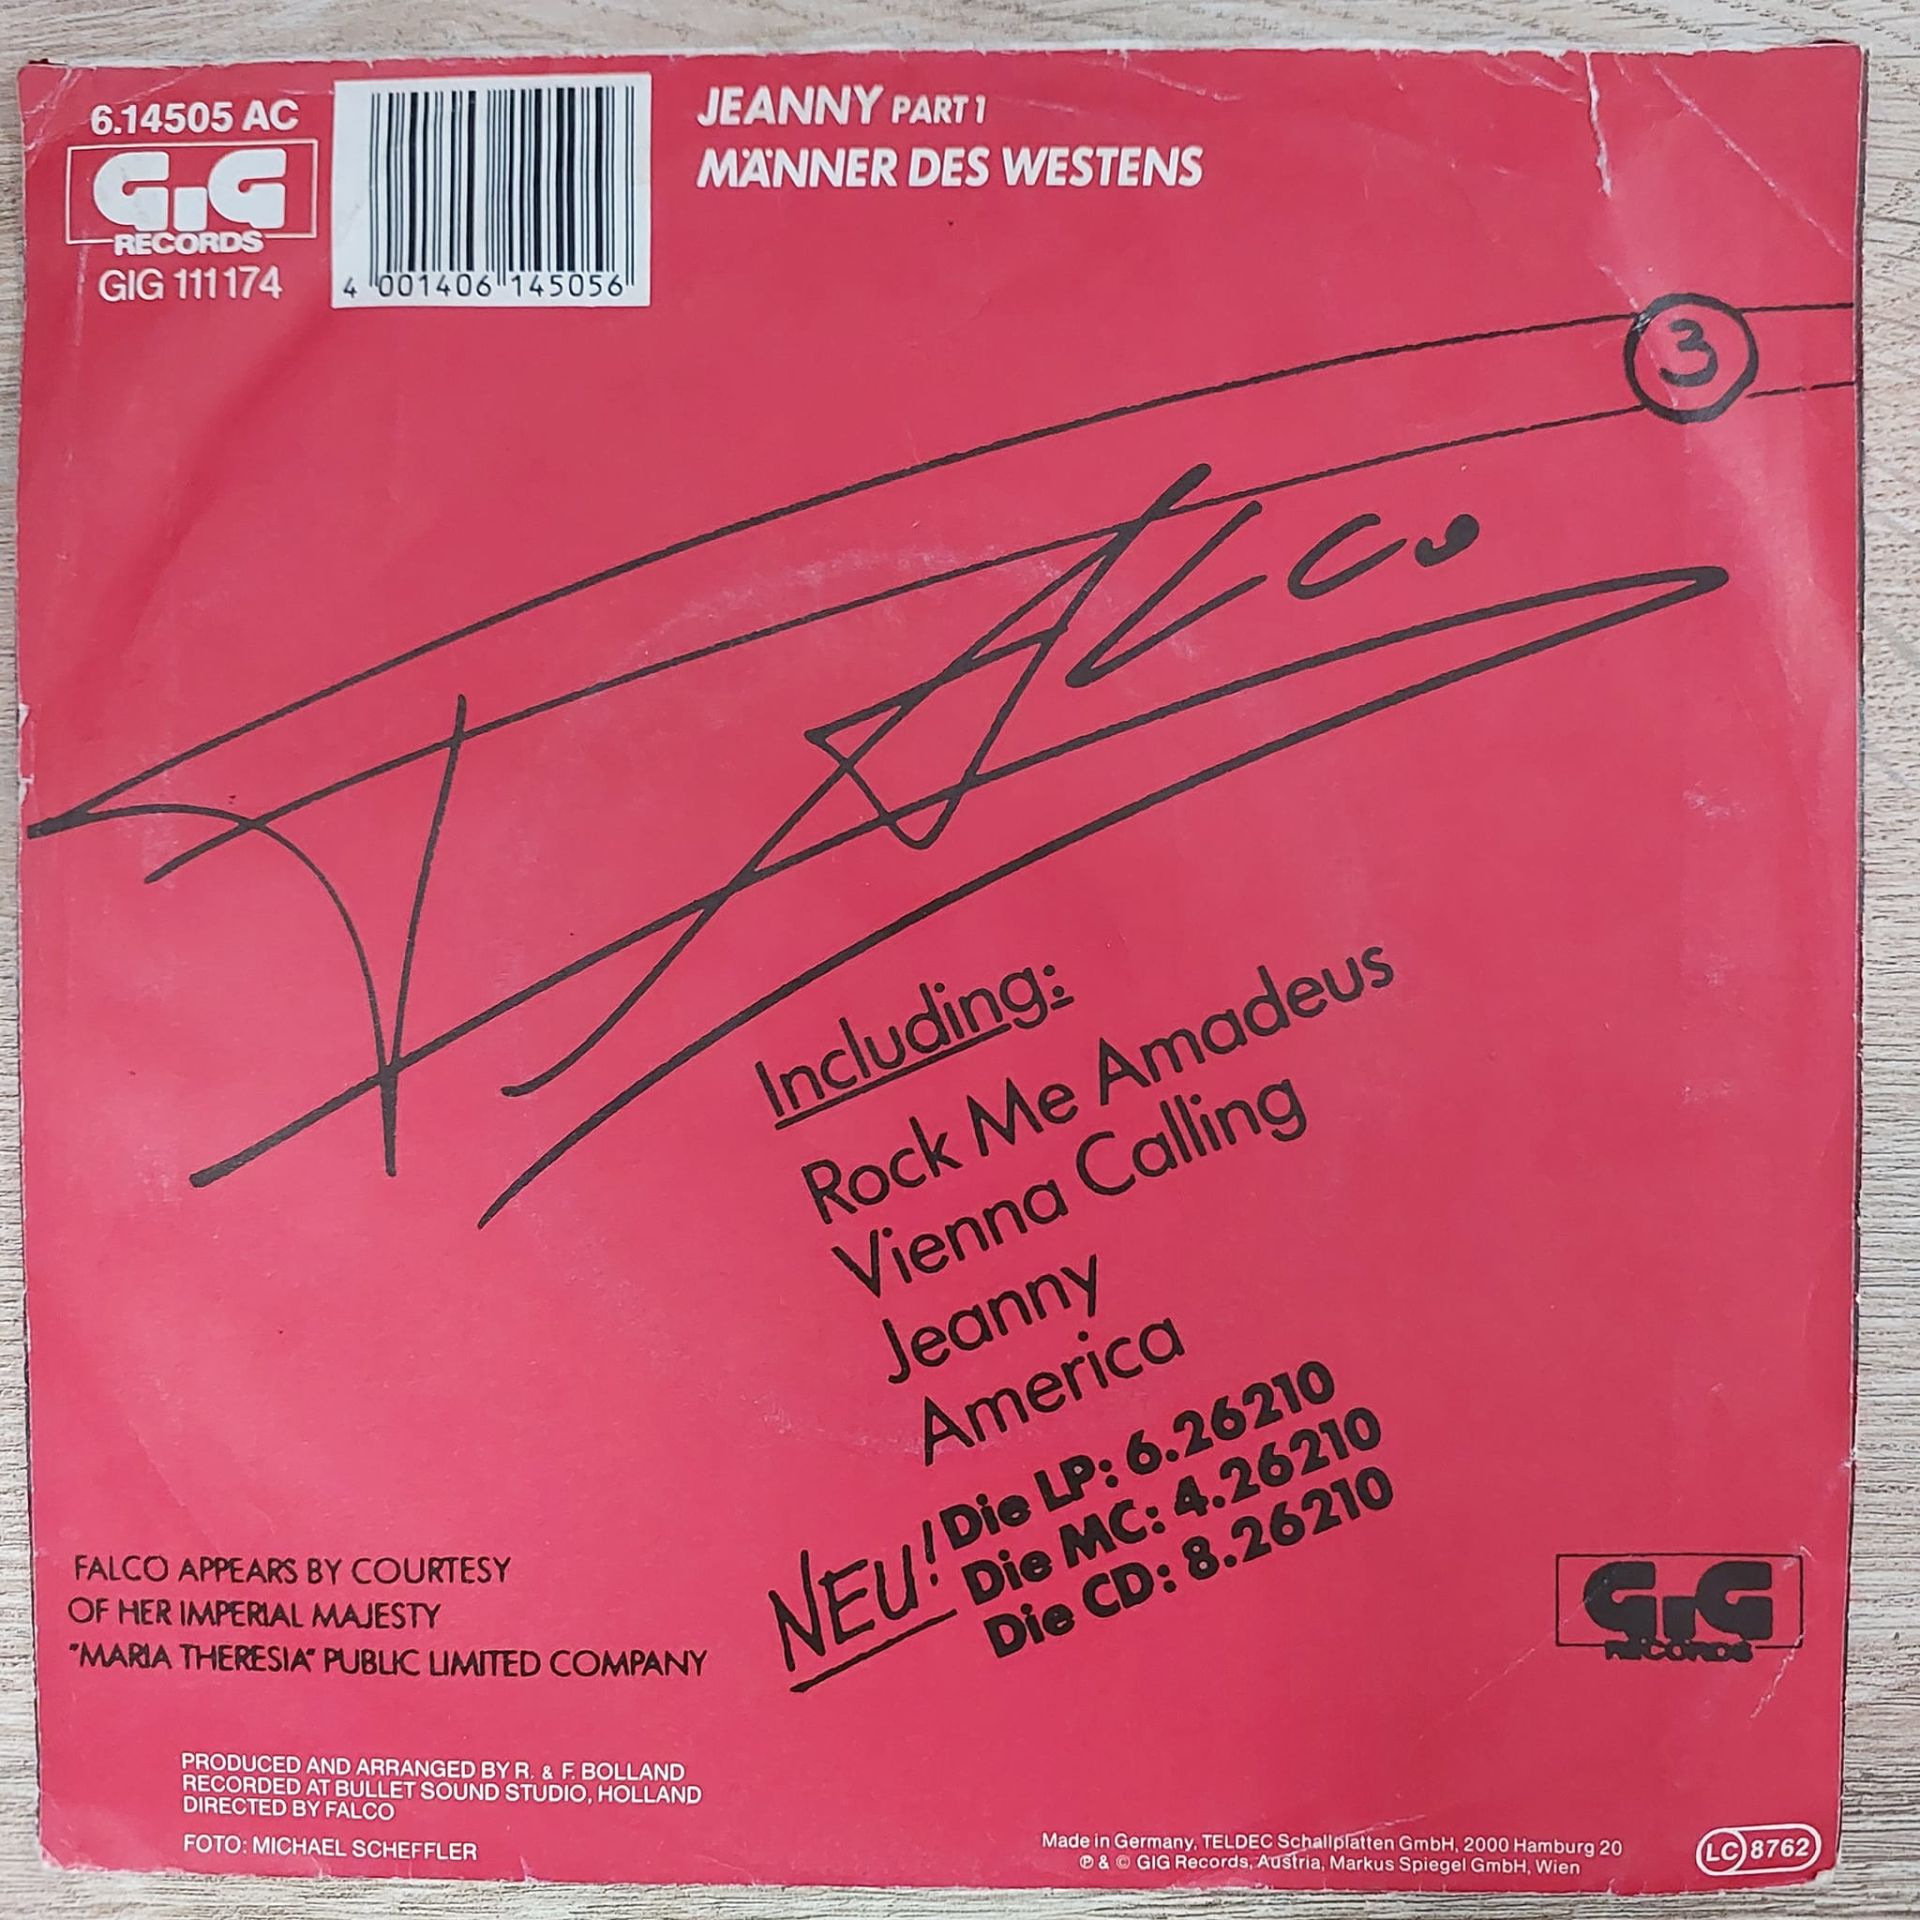 6.14505 AC
GiG
RECORDS
GIG 111 174
4 001406 145056
JEANNY PART 1
MÄNNER DES WESTENS
3
FALCO
Including:
Rock Me Amadeus
Vienna Calling
Jeanny
America
NEU! Die LP: 6.26210
Die MC: 4.26210
Die CD: 8.26210
FALCO APPEARS BY COURTESY
OF HER IMPERIAL MAJESTY
"MARIA THERESIA" PUBLIC LIMITED COMPANY
GiG
RECORDS
PRODUCED AND ARRANGED BY R. & F. BOLLAND
RECORDED AT BULLET SOUND STUDIO, HOLLAND
DIRECTED BY FALCO
FOTO: MICHAEL SCHEFFLER
Made in Germany, TELDEC Schallplatten GmbH, 2000 Hamburg 20
℗ & © GIG Records, Austria, Markus Spiegel GmbH, Wien
LC 8762